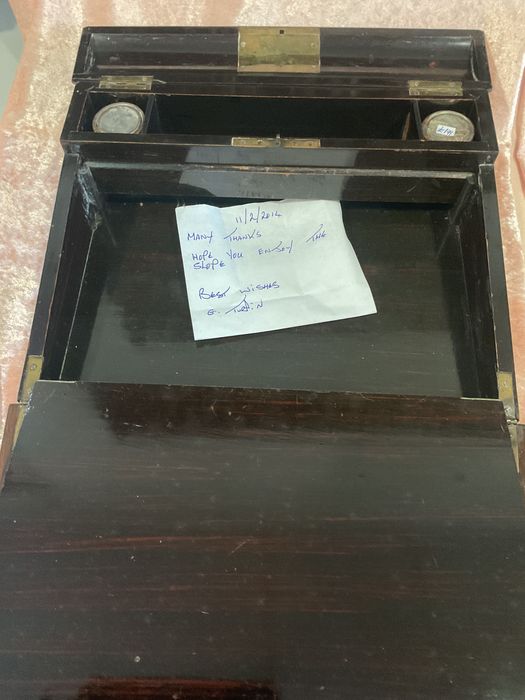 11/2/2014
MANY THANKS
HOPE YOU ENJOY THE
SLOPE
BEST WISHES